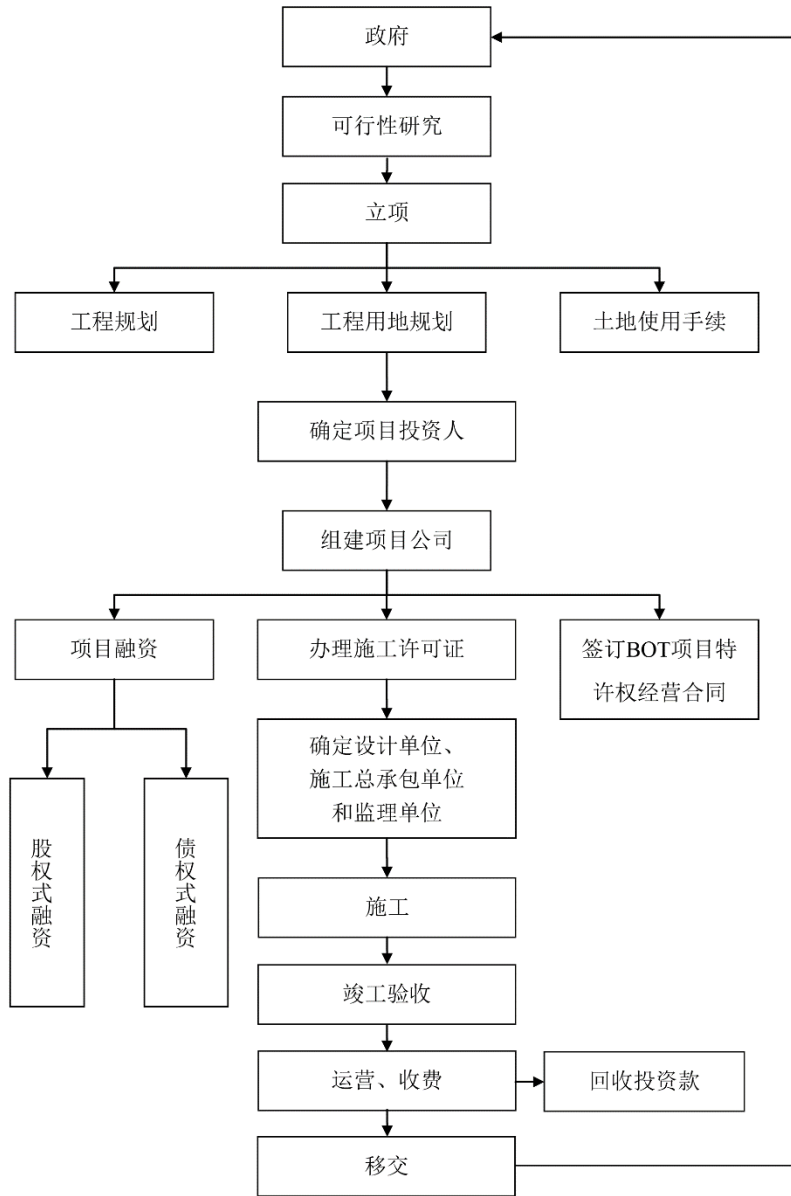 政府
可行性研究
立项
工程规划
工程用地规划
土地使用手续
确定项目投资人
组建项目公司
项目融资
办理施工许可证
签订BOT项目特
许权经营合同
确定设计单位、
施工总承包单位
和监理单位
股权式融资
债权式融资
施工
竣工验收
运营、收费
回收投资款
移交